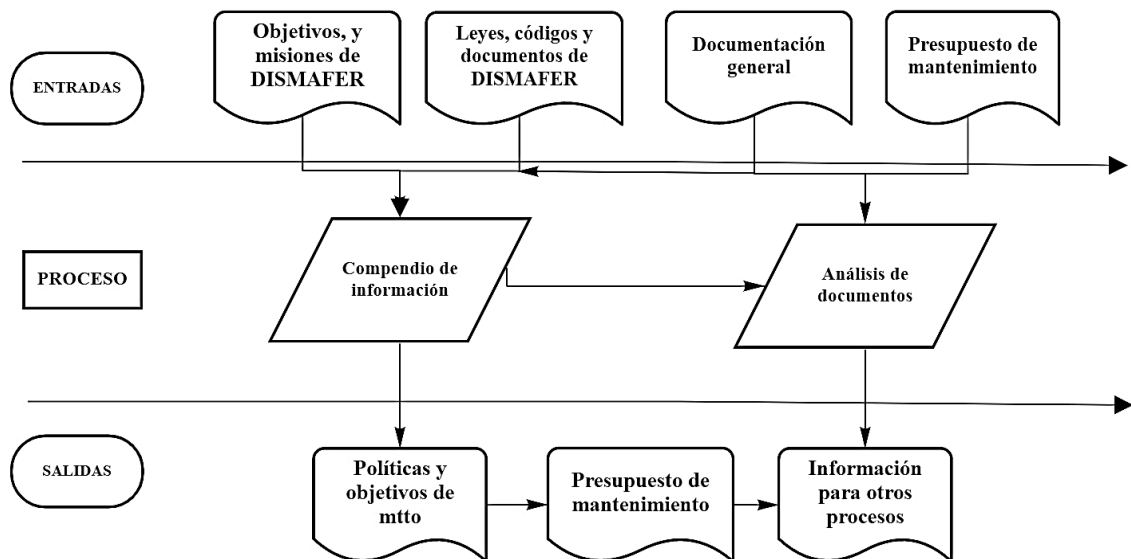 ENTRADAS
Objetivos, y
misiones de
DISMAFER
Leyes, códigos y
documentos de
DISMAFER
Documentación
general
Presupuesto de
mantenimiento
PROCESO
Compendio de
información
Análisis de
documentos
SALIDAS
Políticas y
objetivos de
mtto
Presupuesto de
mantenimiento
Información
para otros
procesos